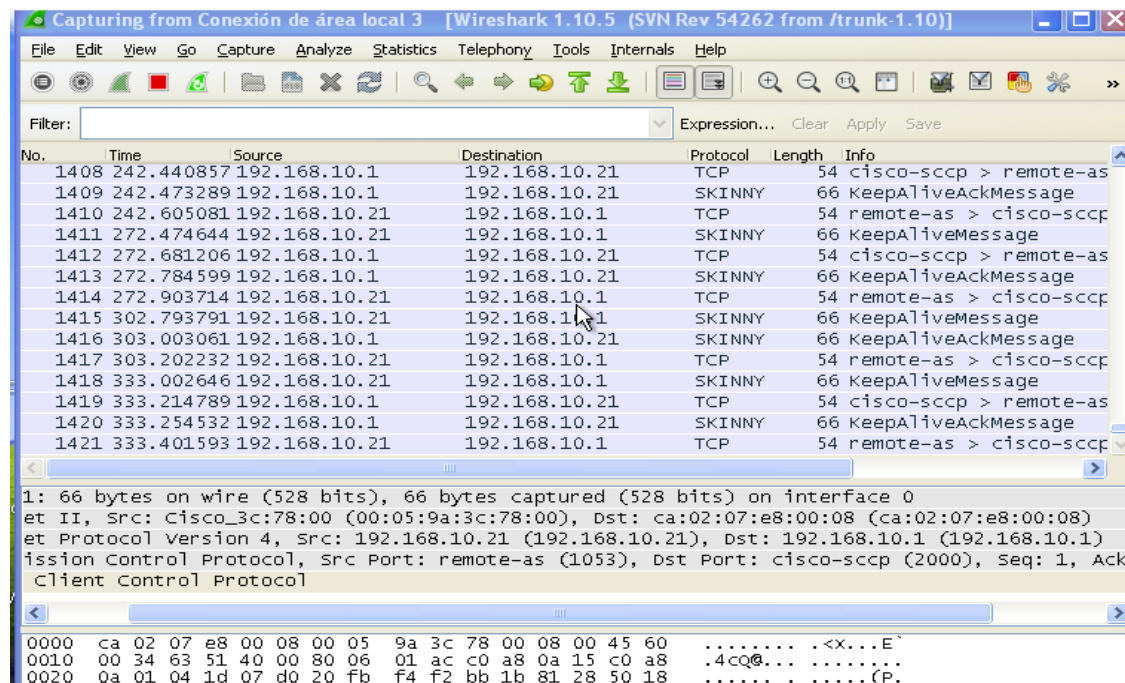 Capturing from Conexión de área local 3 [Wireshark 1.10.5 (SVN Rev 54262 from /trunk-1.10)]
File Edit View Go Capture Analyze Statistics Telephony Tools Internals Help
Filter: Expression... Clear Apply Save
No. Time Source Destination Protocol Length Info
1408 242.440857 192.168.10.1 192.168.10.21 TCP 54 cisco-sccp > remote-as
1409 242.473289 192.168.10.1 192.168.10.21 SKINNY 66 KeepAliveAckMessage
1410 242.605081 192.168.10.21 192.168.10.1 TCP 54 remote-as > cisco-sccp
1411 272.474644 192.168.10.21 192.168.10.1 SKINNY 66 KeepAliveMessage
1412 272.681206 192.168.10.1 192.168.10.21 TCP 54 cisco-sccp > remote-as
1413 272.784599 192.168.10.1 192.168.10.21 SKINNY 66 KeepAliveAckMessage
1414 272.903714 192.168.10.21 192.168.10.1 TCP 54 remote-as > cisco-sccp
1415 302.793791 192.168.10.21 192.168.10.1 SKINNY 66 KeepAliveMessage
1416 303.003061 192.168.10.1 192.168.10.21 SKINNY 66 KeepAliveAckMessage
1417 303.202232 192.168.10.21 192.168.10.1 TCP 54 remote-as > cisco-sccp
1418 333.002646 192.168.10.21 192.168.10.1 SKINNY 66 KeepAliveMessage
1419 333.214789 192.168.10.1 192.168.10.21 TCP 54 cisco-sccp > remote-as
1420 333.254532 192.168.10.1 192.168.10.21 SKINNY 66 KeepAliveAckMessage
1421 333.401593 192.168.10.21 192.168.10.1 TCP 54 remote-as > cisco-sccp
1: 66 bytes on wire (528 bits), 66 bytes captured (528 bits) on interface 0
et II, Src: Cisco_3c:78:00 (00:05:9a:3c:78:00), Dst: ca:02:07:e8:00:08 (ca:02:07:e8:00:08)
et Protocol Version 4, Src: 192.168.10.21 (192.168.10.21), Dst: 192.168.10.1 (192.168.10.1)
ission Control Protocol, Src Port: remote-as (1053), Dst Port: cisco-sccp (2000), Seq: 1, Ack
Client Control Protocol
0000 ca 02 07 e8 00 08 00 05 9a 3c 78 00 08 00 45 60 ........ .<x...E`
0010 00 34 63 51 40 00 80 06 01 ac c0 a8 0a 15 c0 a8 .4cQ@... ........
0020 0a 01 04 1d 07 d0 20 fb f4 f2 bb 1b 81 28 50 18 ...... . .....(P.